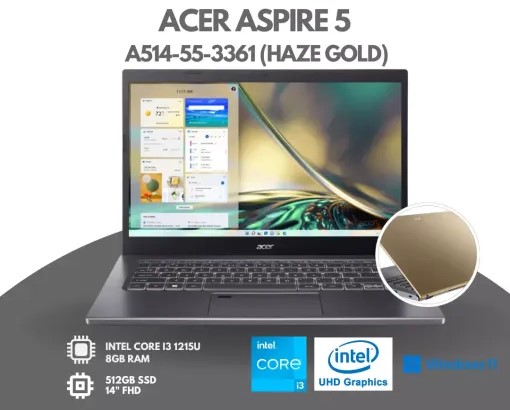 ACER ASPIRE 5
A514-55-3361 (HAZE GOLD)
acer
INTEL CORE I3 1215U
8GB RAM
512GB SSD
14" FHD
intel
CORE
i3
intel
UHD Graphics
Windows 11